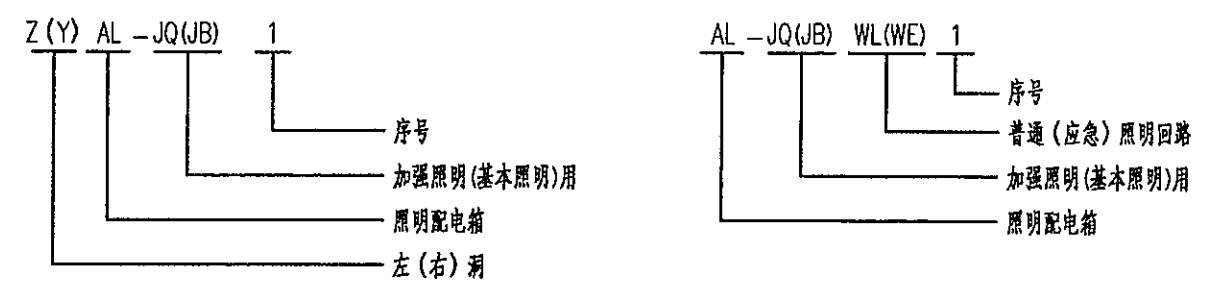 Z(Y) AL-JQ(JB) 1
序号
加强照明(基本照明)用
照明配电箱
左(右)洞
AL-JQ(JB) WL(WE) 1
序号
普通(应急)照明回路
加强照明(基本照明)用
照明配电箱